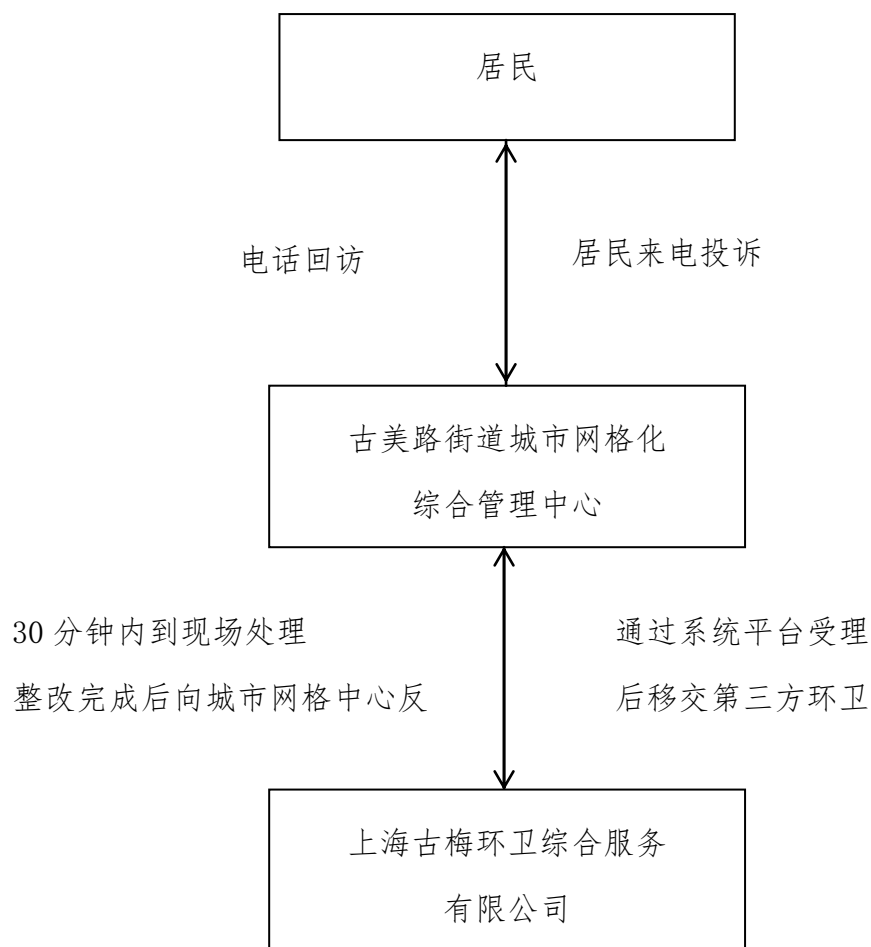 居民
电话回访
居民来电投诉
古美路街道城市网格化
综合管理中心
30 分钟内到现场处理
整改完成后向城市网格中心反
通过系统平台受理
后移交第三方环卫
上海古梅环卫综合服务
有限公司